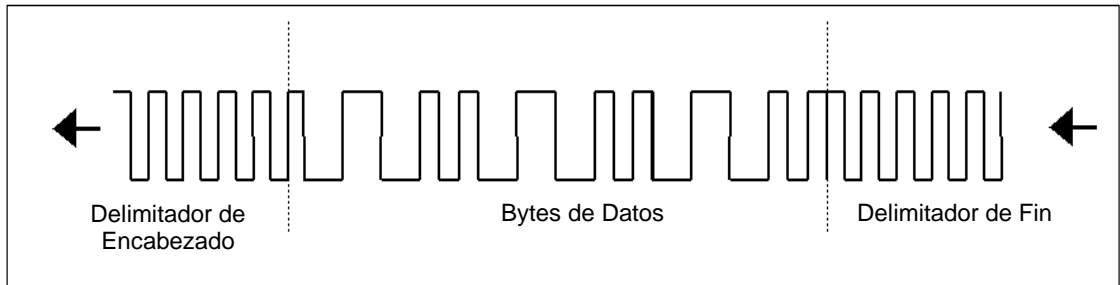 Delimitador de
Encabezado
Bytes de Datos
Delimitador de Fin